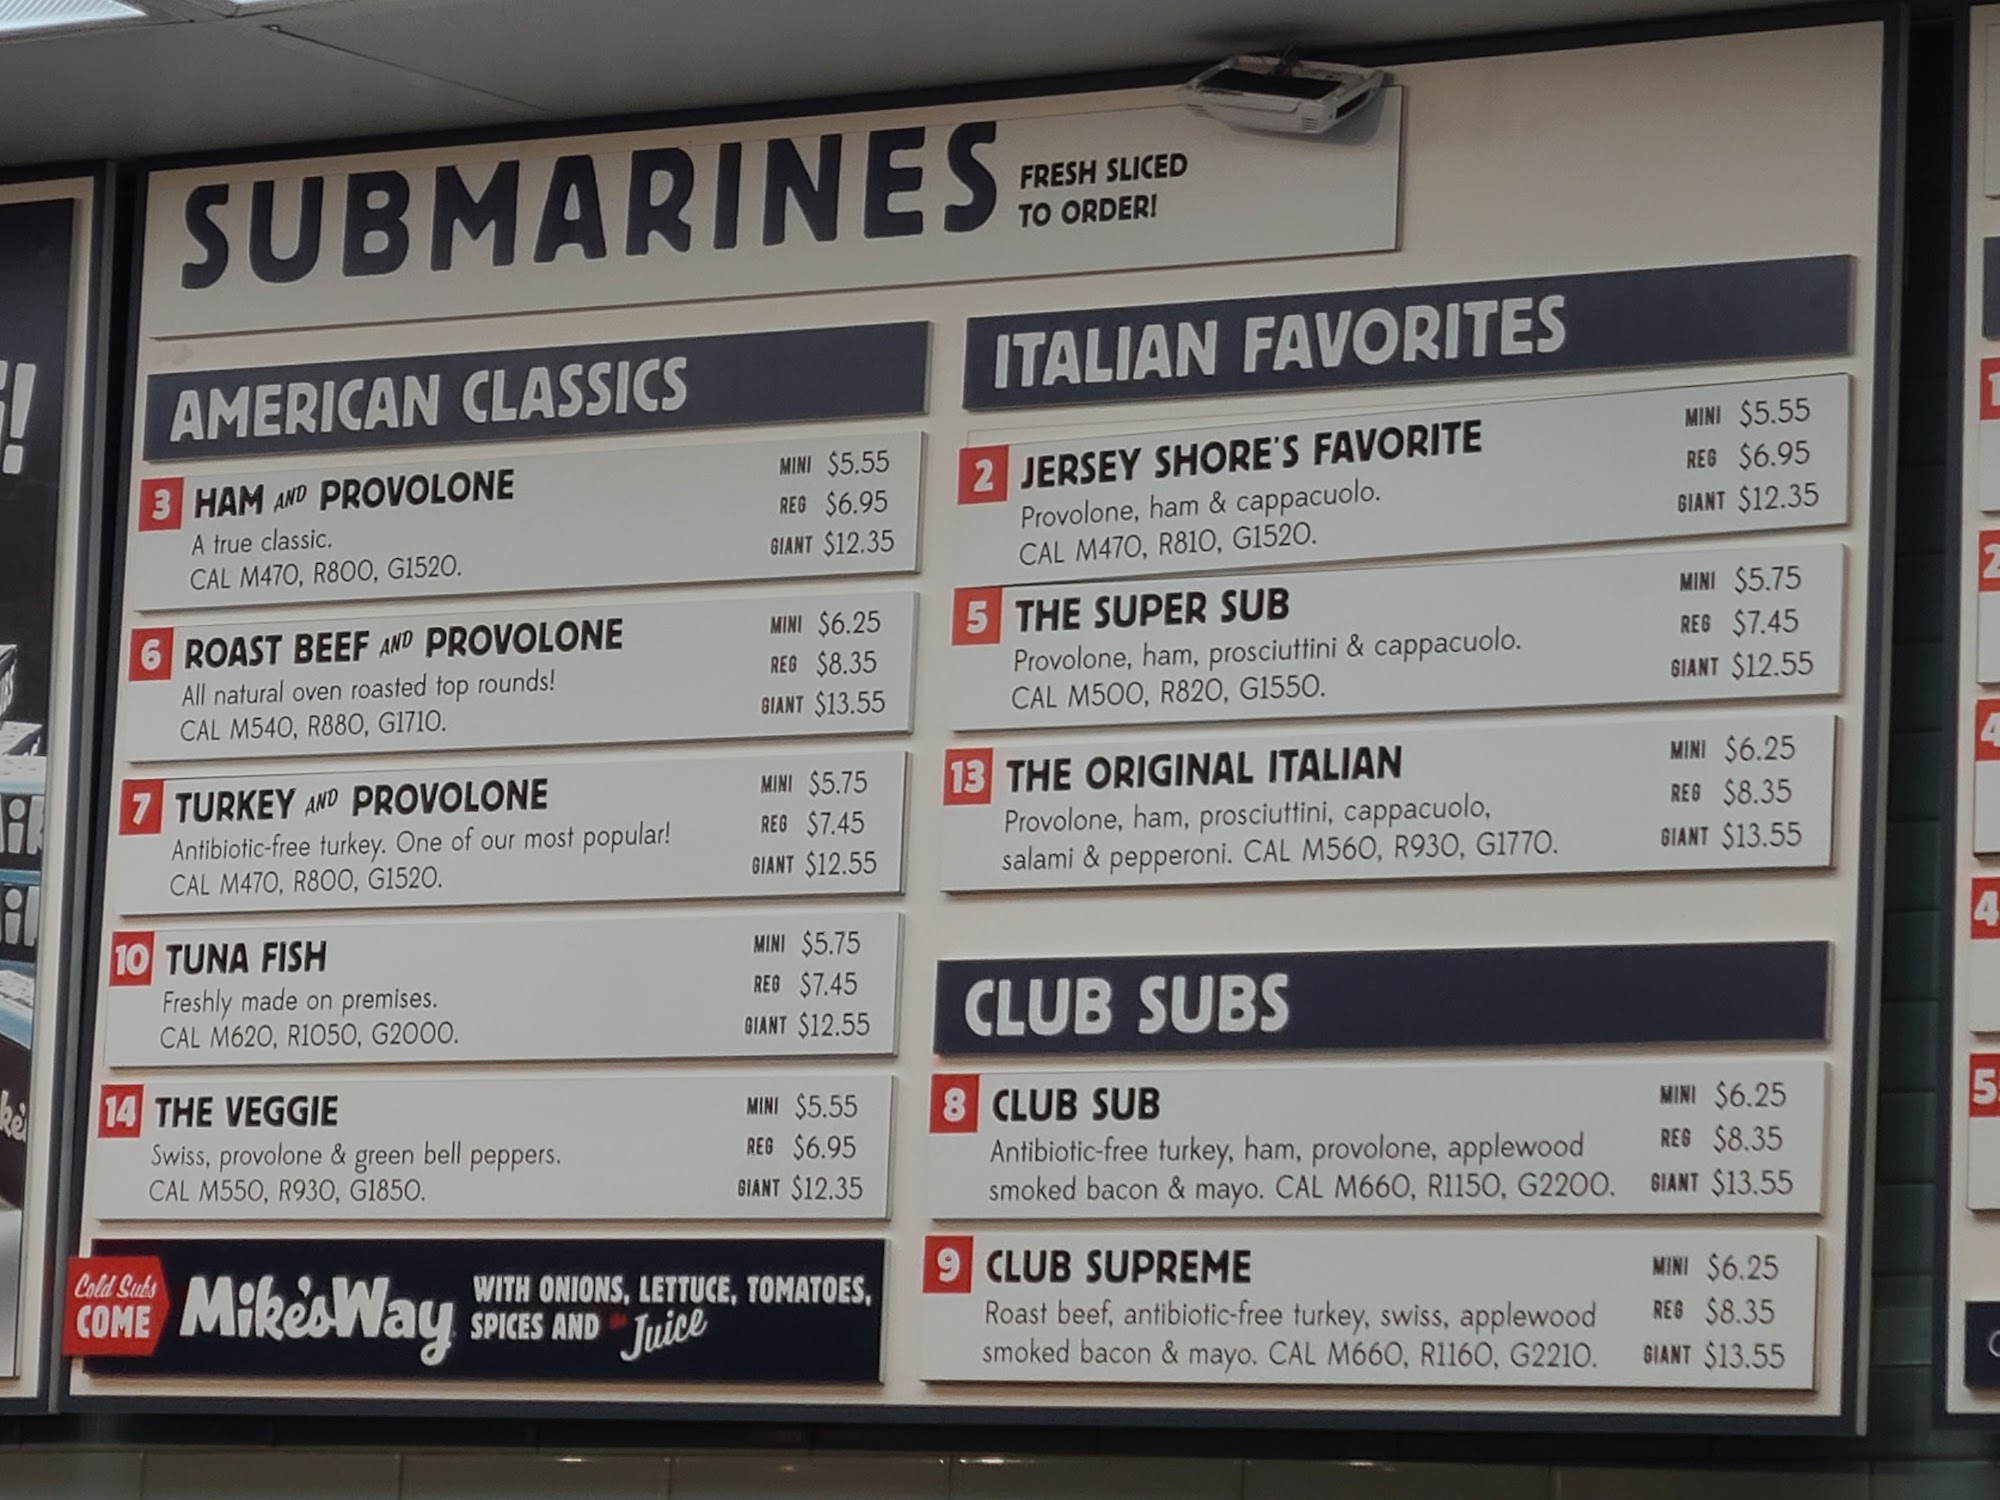 SUBMARINES
FRESH SLICED
TO ORDER!
AMERICAN CLASSICS
3 HAM AND PROVOLONE
A true classic.
CAL M470, R800, G1520.
MINI $5.55
REG $6.95
GIANT $12.35
6 ROAST BEEF AND PROVOLONE
All natural oven roasted top rounds!
CAL M540, R880, G1710.
MINI $6.25
REG $8.35
GIANT $13.55
7 TURKEY AND PROVOLONE
Antibiotic-free turkey. One of our most popular!
CAL M470, R800, G1520.
MINI $5.75
REG $7.45
GIANT $12.55
10 TUNA FISH
Freshly made on premises.
CAL M620, R1050, G2000.
MINI $5.75
REG $7.45
GIANT $12.55
14 THE VEGGIE
Swiss, provolone & green bell peppers.
CAL M550, R930, G1850.
MINI $5.55
REG $6.95
GIANT $12.35
Cold Subs
COME
Mike's Way
WITH ONIONS, LETTUCE, TOMATOES,
SPICES AND the Juice
ITALIAN FAVORITES
2 JERSEY SHORE'S FAVORITE
Provolone, ham & cappacuolo.
CAL M470, R810, G1520.
MINI $5.55
REG $6.95
GIANT $12.35
5 THE SUPER SUB
Provolone, ham, prosciuttini & cappacuolo.
CAL M500, R820, G1550.
MINI $5.75
REG $7.45
GIANT $12.55
13 THE ORIGINAL ITALIAN
Provolone, ham, prosciuttini, cappacuolo,
salami & pepperoni. CAL M560, R930, G1770.
MINI $6.25
REG $8.35
GIANT $13.55
CLUB SUBS
8 CLUB SUB
Antibiotic-free turkey, ham, provolone, applewood
smoked bacon & mayo. CAL M660, R1150, G2200.
MINI $6.25
REG $8.35
GIANT $13.55
9 CLUB SUPREME
Roast beef, antibiotic-free turkey, swiss, applewood
smoked bacon & mayo. CAL M660, R1160, G2210.
MINI $6.25
REG $8.35
GIANT $13.55